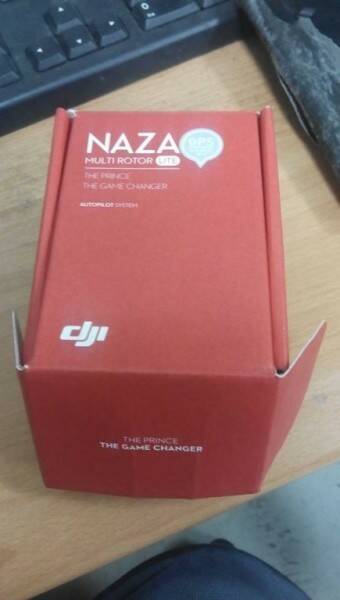 NAZA
GPS
MULTI ROTOR LITE
THE PRINCE
THE GAME CHANGER
AUTOPILOT SYSTEM
dji
THE PRINCE
THE GAME CHANGER